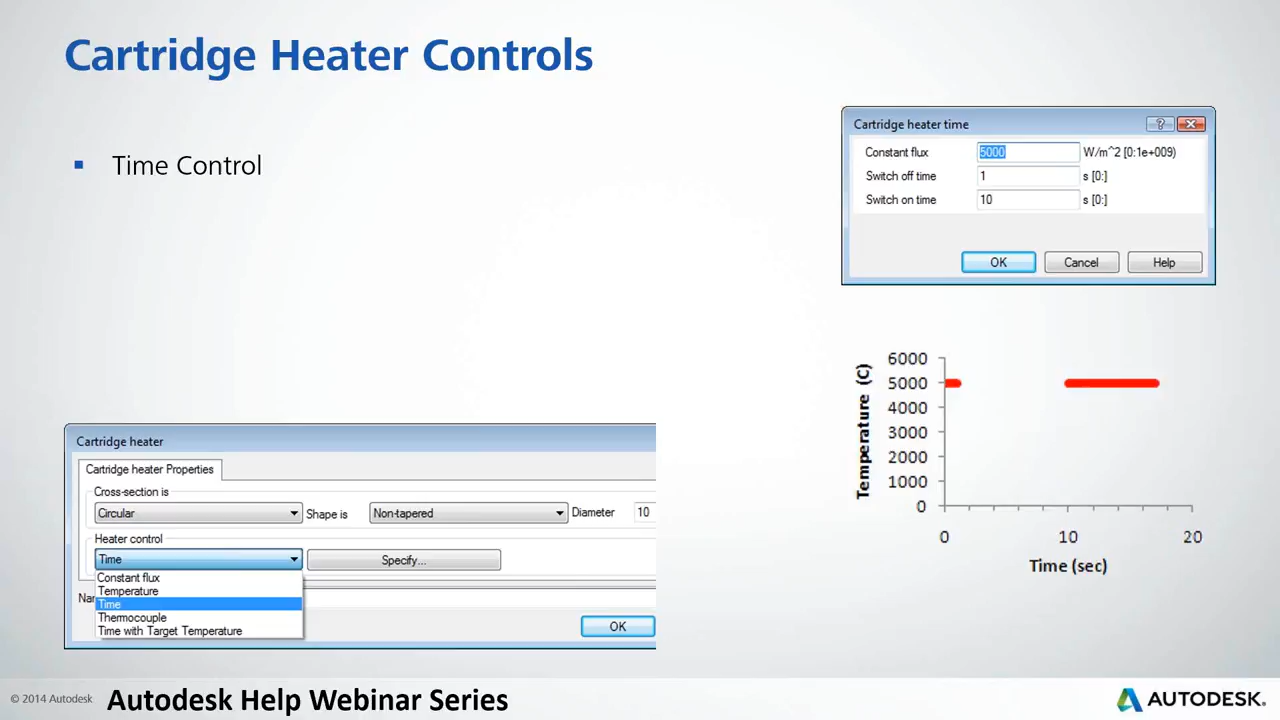 Cartridge Heater Controls
Time Control
Cartridge heater time
Constant flux 5000 W/m^2 [0:1e+009)
Switch off time 1 s [0:]
Switch on time 10 s [0:]
OK Cancel Help
6000
5000
4000
3000
2000
1000
0
Temperature (C)
0 10 20
Time (sec)
Cartridge heater
Cartridge heater Properties
Cross-section is
Circular Shape is Non-tapered Diameter 10
Heater control
Time Specify...
Constant flux
Temperature
Time
Thermocouple
Time with Target Temperature
OK
© 2014 Autodesk Autodesk Help Webinar Series AUTODESK.